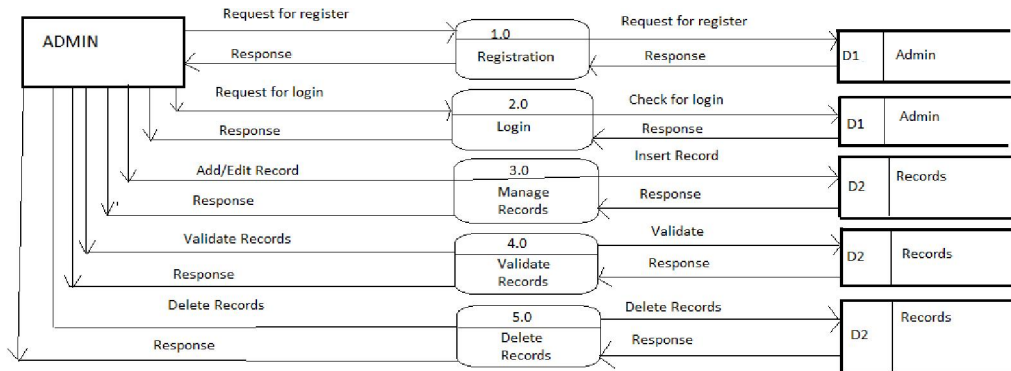 Request for register
Request for register
ADMIN
1.0
Registration
Response
Response
D1
Admin
Request for login
Check for login
2.0
Login
Response
Response
D1
Admin
Add/Edit Record
Insert Record
3.0
Manage
Records
Response
Response
D2
Records
Validate Records
Validate
4.0
Validate
Records
Response
Response
D2
Records
Delete Records
Delete Records
5.0
Delete
Records
Response
Response
D2
Records